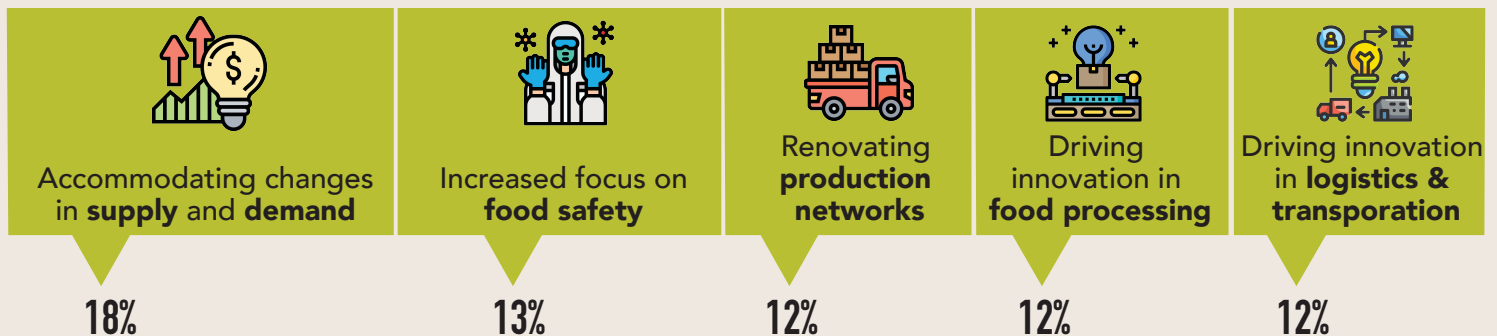 $
Accommodating changes
in supply and demand
Increased focus on
food safety
Renovating
production
networks
Driving
innovation in
food processing
Driving innovation
in logistics &
transporation
18%
13%
12%
12%
12%